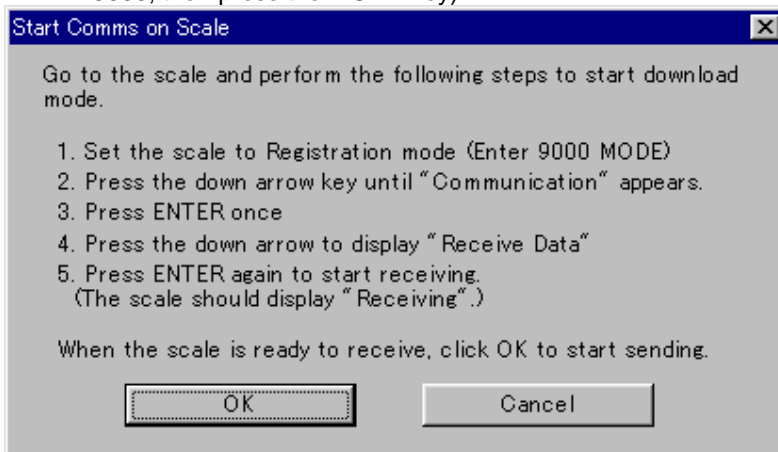 Start Comms on Scale
Go to the scale and perform the following steps to start download
mode.
1. Set the scale to Registration mode (Enter 9000 MODE)
2. Press the down arrow key until "Communication" appears.
3. Press ENTER once
4. Press the down arrow to display "Receive Data"
5. Press ENTER again to start receiving.
(The scale should display "Receiving".)
When the scale is ready to receive, click OK to start sending.
OK Cancel